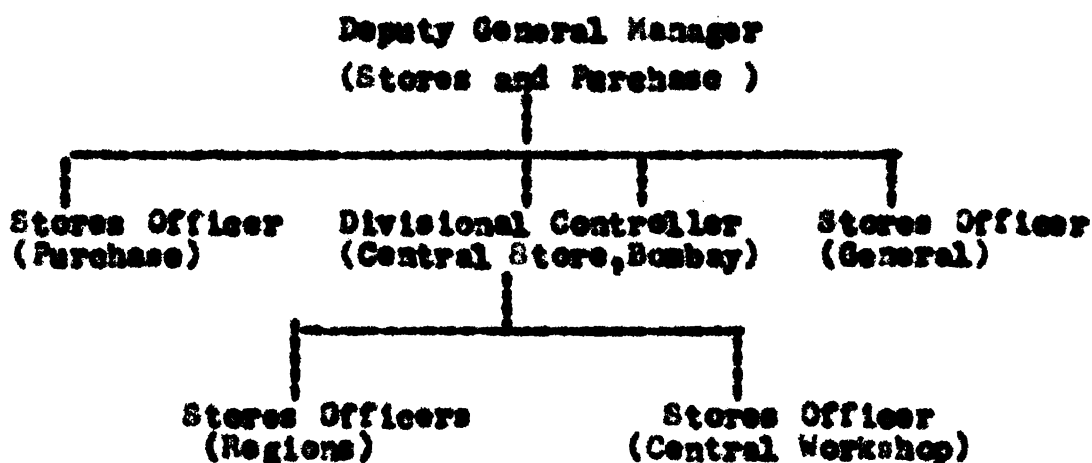 Deputy General Manager
(Stores and Purchase )
Stores Officer Divisional Controller Stores Officer
(Purchase) (Central Store,Bombay) (General)
Stores Officers Stores Officer
(Regions) (Central Workshop)